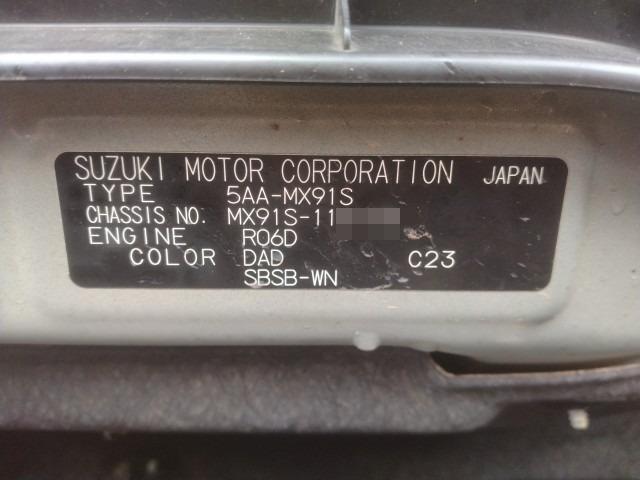 SUZUKI MOTOR CORPORATION JAPAN
TYPE 5AA-MX91S
CHASSIS NO. MX91S-11
ENGINE R06D
COLOR DAD C23
SBSB-WN